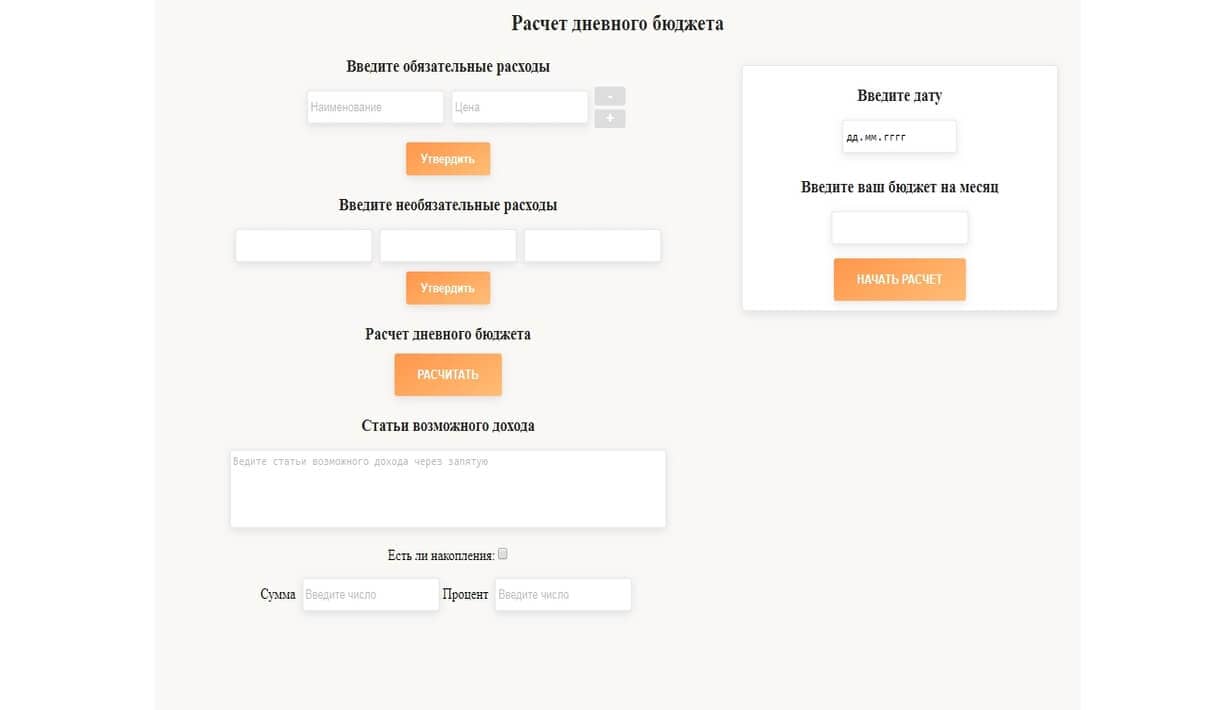 Расчет дневного бюджета
Введите обязательные расходы
Наименование Цена - +
Утвердить
Введите необязательные расходы
Утвердить
Расчет дневного бюджета
РАСЧИТАТЬ
Статьи возможного дохода
Ведите статьи возможного дохода через запятую
Есть ли накопления:
Сумма Введите число Процент Введите число
Введите дату
дд.мм.гггг
Введите ваш бюджет на месяц
НАЧАТЬ РАСЧЕТ